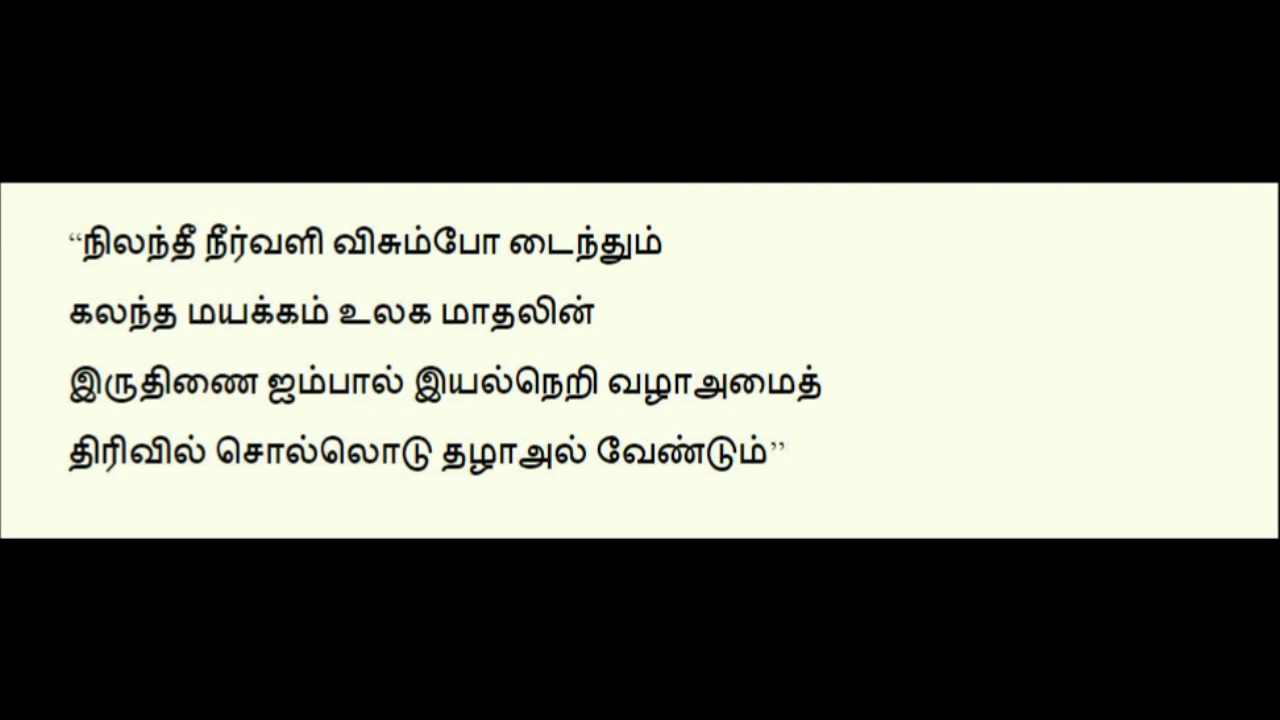 “நிலந்தீ நீர்வளி விசும்போ டைந்தும்
கலந்த மயக்கம் உலக மாதலின்
இருதிணை ஐம்பால் இயல்நெறி வழாஅமைத்
திரிவில் சொல்லொடு தழாஅல் வேண்டும்”